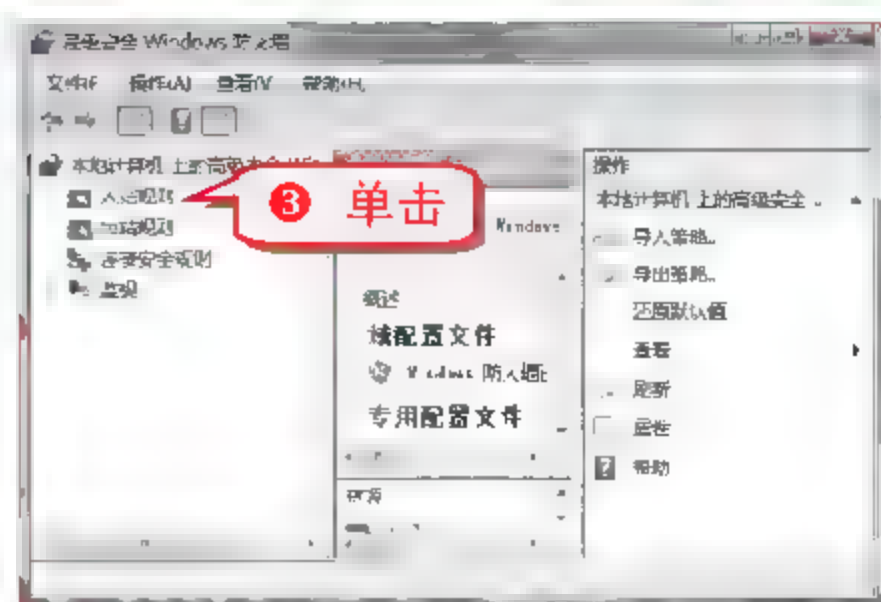 高级安全 Windows 防火墙
文件(F) 操作(A) 查看(V) 帮助(H)
本地计算机 上的高级安全 Win
入站规则
出站规则
连接安全规则
监视
❸ 单击
Windows
概述
域配置文件
Windows 防火墙
专用配置文件
资源
操作
本地计算机 上的高级安全 ..
导入策略..
导出策略..
还原默认值
查看
刷新
属性
帮助